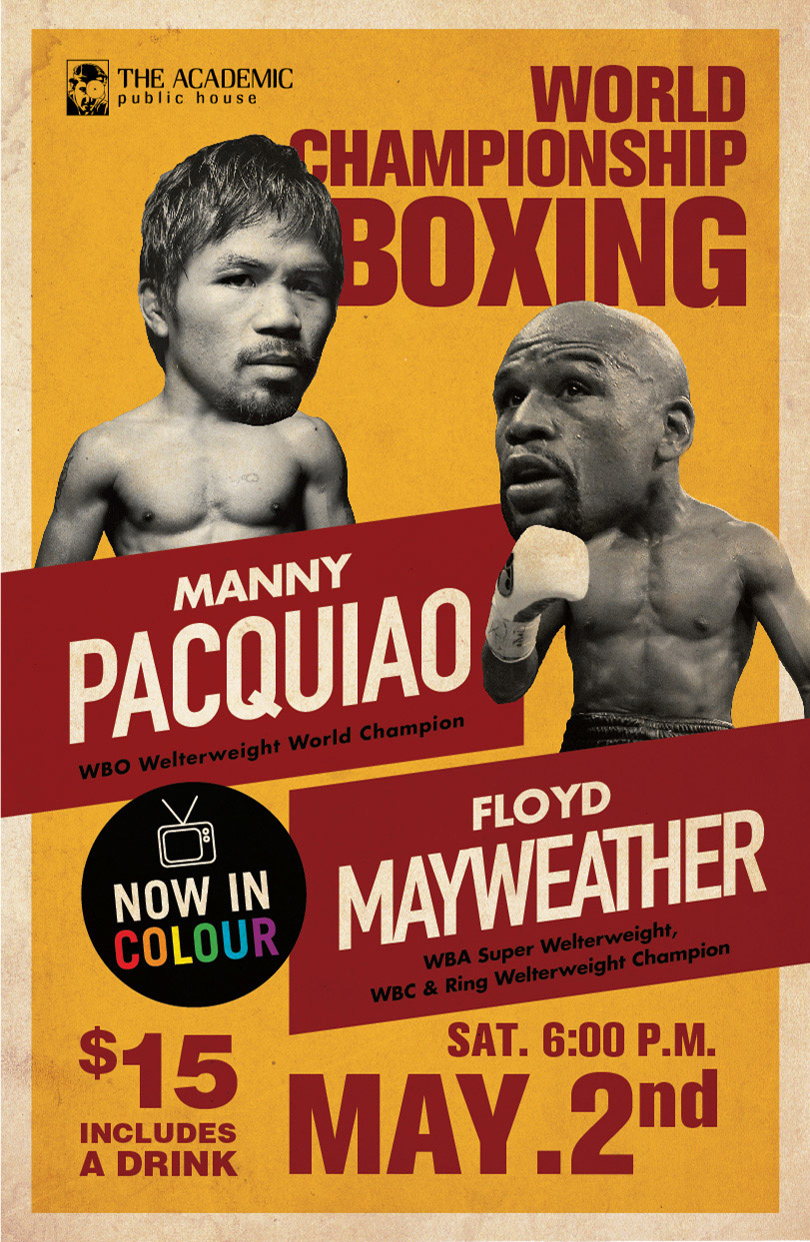 THE ACADEMIC
public house
WORLD
CHAMPIONSHIP
BOXING
MANNY
PACQUIAO
WBO Welterweight World Champion
NOW IN
COLOUR
FLOYD
MAYWEATHER
WBA Super Welterweight,
WBC & Ring Welterweight Champion
$15
INCLUDES
A DRINK
SAT. 6:00 P.M.
MAY.2nd